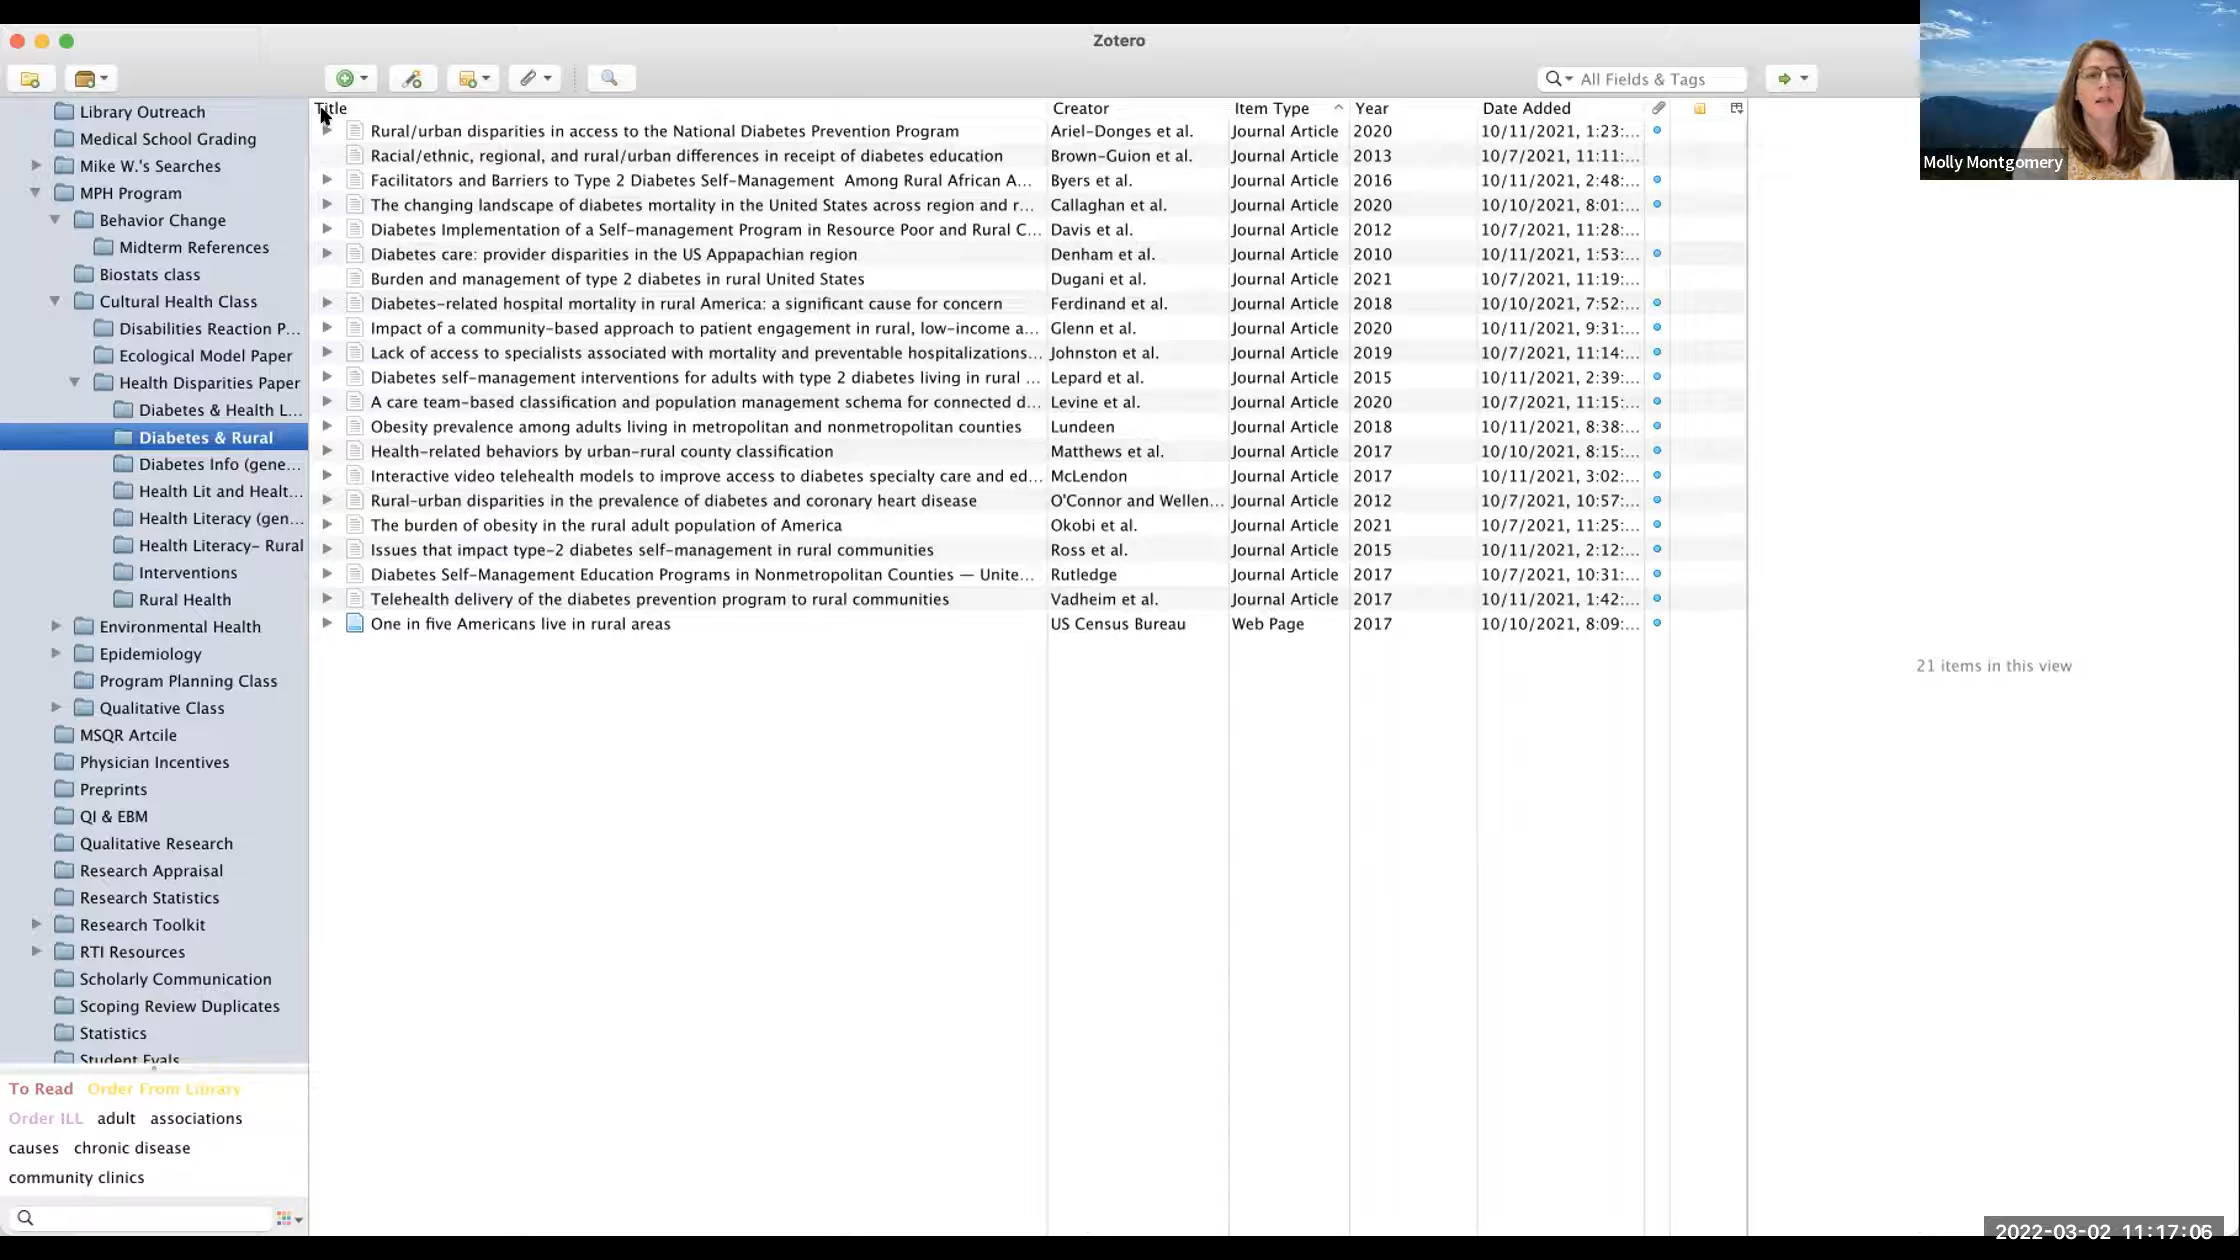 Zotero
All Fields & Tags
Molly Montgomery
Library Outreach
Medical School Grading
Mike W.'s Searches
MPH Program
Behavior Change
Midterm References
Biostats class
Cultural Health Class
Disabilities Reaction P...
Ecological Model Paper
Health Disparities Paper
Diabetes & Health L...
Diabetes & Rural
Diabetes Info (gene...
Health Lit and Healt...
Health Literacy (gen...
Health Literacy- Rural
Interventions
Rural Health
Environmental Health
Epidemiology
Program Planning Class
Qualitative Class
MSQR Artcile
Physician Incentives
Preprints
QI & EBM
Qualitative Research
Research Appraisal
Research Statistics
Research Toolkit
RTI Resources
Scholarly Communication
Scoping Review Duplicates
Statistics
Student Evals
To Read Order From Library
Order ILL adult associations
causes chronic disease
community clinics
Title Creator Item Type Year Date Added
Rural/urban disparities in access to the National Diabetes Prevention Program Ariel-Donges et al. Journal Article 2020 10/11/2021, 1:23:...
Racial/ethnic, regional, and rural/urban differences in receipt of diabetes education Brown-Guion et al. Journal Article 2013 10/7/2021, 11:11:...
Facilitators and Barriers to Type 2 Diabetes Self-Management Among Rural African A... Byers et al. Journal Article 2016 10/11/2021, 2:48:...
The changing landscape of diabetes mortality in the United States across region and r... Callaghan et al. Journal Article 2020 10/10/2021, 8:01:...
Diabetes Implementation of a Self-management Program in Resource Poor and Rural C... Davis et al. Journal Article 2012 10/7/2021, 11:28:...
Diabetes care: provider disparities in the US Appapachian region Denham et al. Journal Article 2010 10/11/2021, 1:53:...
Burden and management of type 2 diabetes in rural United States Dugani et al. Journal Article 2021 10/7/2021, 11:19:...
Diabetes-related hospital mortality in rural America: a significant cause for concern Ferdinand et al. Journal Article 2018 10/10/2021, 7:52:...
Impact of a community-based approach to patient engagement in rural, low-income a... Glenn et al. Journal Article 2020 10/11/2021, 9:31:...
Lack of access to specialists associated with mortality and preventable hospitalizations... Johnston et al. Journal Article 2019 10/7/2021, 11:14:...
Diabetes self-management interventions for adults with type 2 diabetes living in rural ... Lepard et al. Journal Article 2015 10/11/2021, 2:39:...
A care team-based classification and population management schema for connected d... Levine et al. Journal Article 2020 10/7/2021, 11:15:...
Obesity prevalence among adults living in metropolitan and nonmetropolitan counties Lundeen Journal Article 2018 10/11/2021, 8:38:...
Health-related behaviors by urban-rural county classification Matthews et al. Journal Article 2017 10/10/2021, 8:15:...
Interactive video telehealth models to improve access to diabetes specialty care and ed... McLendon Journal Article 2017 10/11/2021, 3:02:...
Rural-urban disparities in the prevalence of diabetes and coronary heart disease O'Connor and Wellen... Journal Article 2012 10/7/2021, 10:57:...
The burden of obesity in the rural adult population of America Okobi et al. Journal Article 2021 10/7/2021, 11:25:...
Issues that impact type-2 diabetes self-management in rural communities Ross et al. Journal Article 2015 10/11/2021, 2:12:...
Diabetes Self-Management Education Programs in Nonmetropolitan Counties — Unite... Rutledge Journal Article 2017 10/7/2021, 10:31:...
Telehealth delivery of the diabetes prevention program to rural communities Vadheim et al. Journal Article 2017 10/11/2021, 1:42:...
One in five Americans live in rural areas US Census Bureau Web Page 2017 10/10/2021, 8:09:...
21 items in this view
2022-03-02 11:17:06